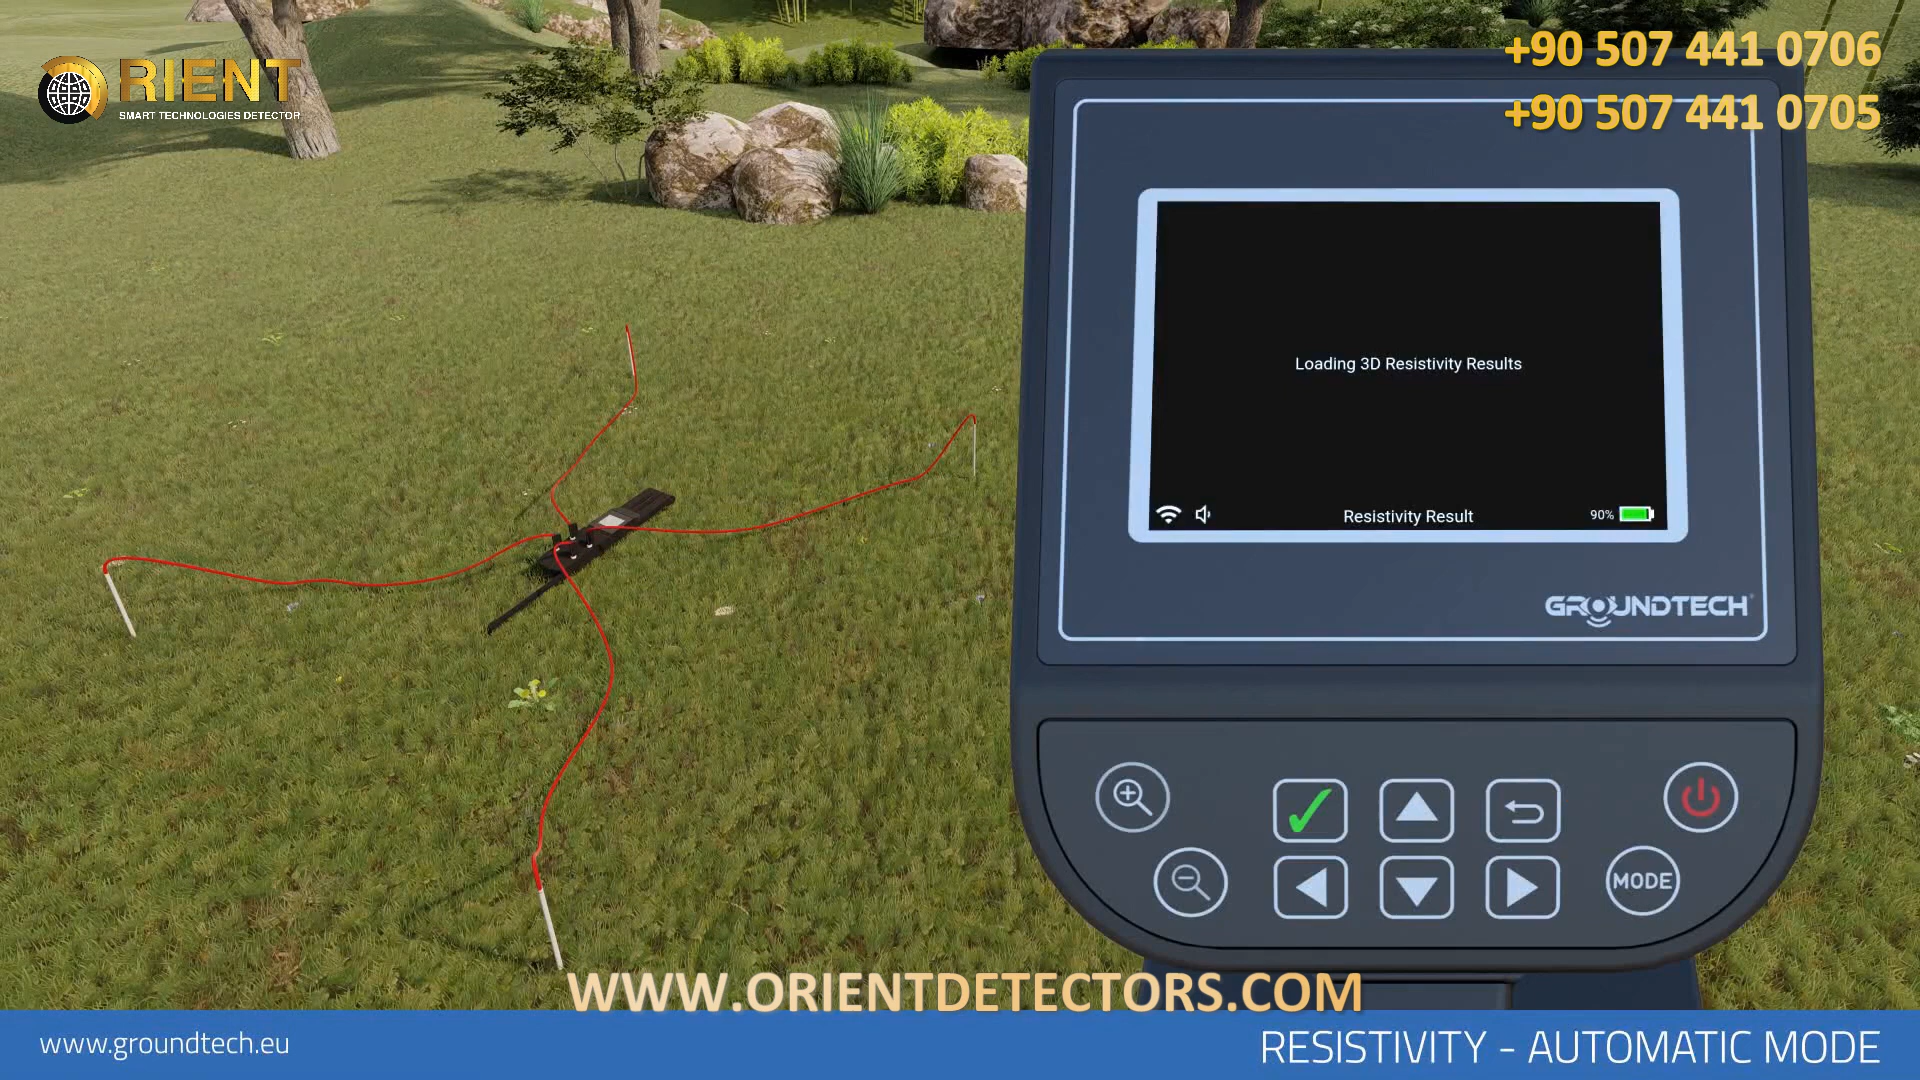 ORIENT
SMART TECHNOLOGIES DETECTOR
+90 507 441 0706
+90 507 441 0705
Loading 3D Resistivity Results
Resistivity Result
90%
GROUNDTECH
MODE
WWW.ORIENTDETECTORS.COM
www.groundtech.eu
RESISTIVITY - AUTOMATIC MODE